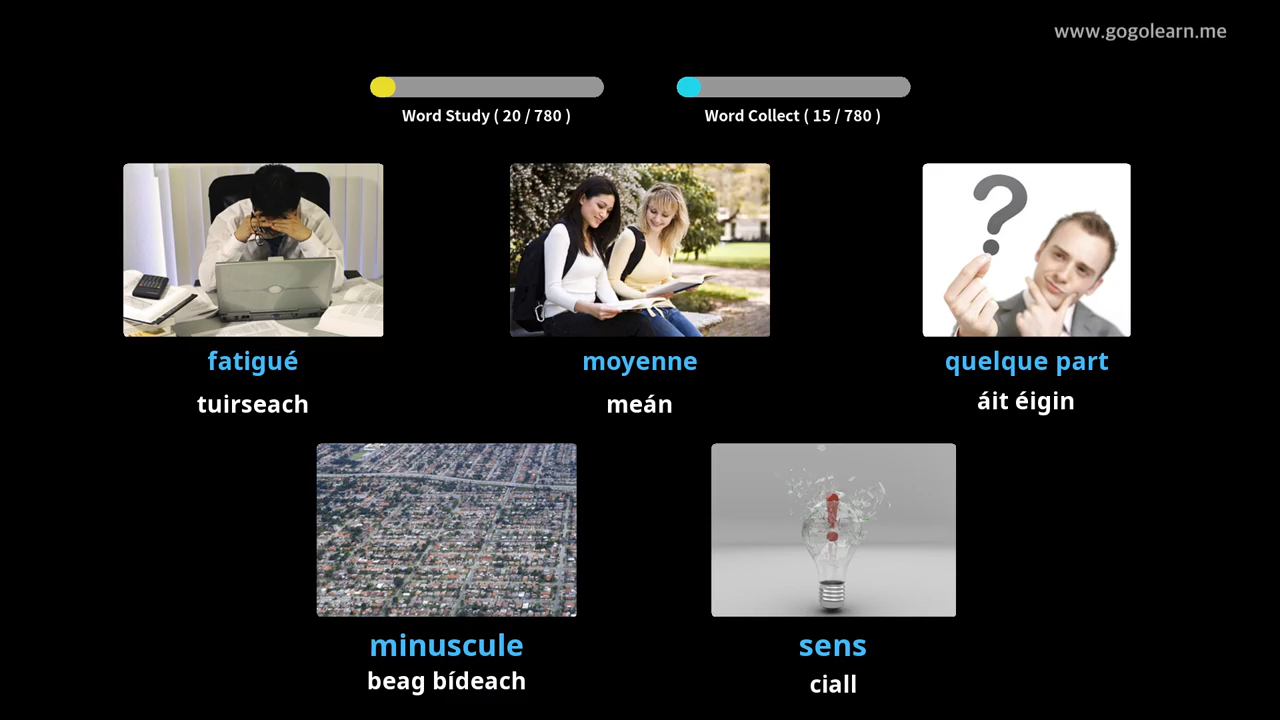 www.gogolearn.me
Word Study ( 20 / 780 )
Word Collect ( 15 / 780 )
fatigué
tuirseach
moyenne
meán
quelque part
áit éigin
minuscule
beag bídeach
sens
ciall